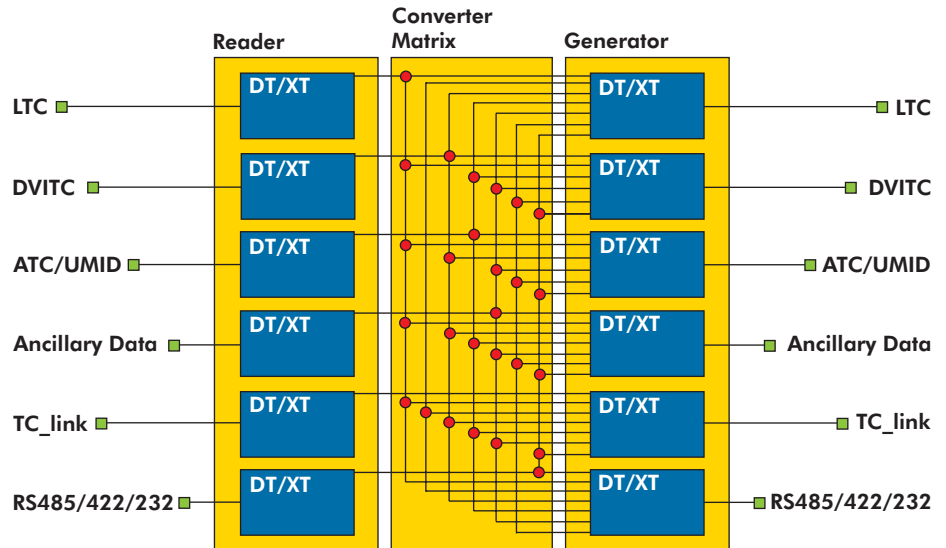 Converter
Matrix
Reader
Generator
LTC
DT/XT
DT/XT
LTC
DVITC
DT/XT
DT/XT
DVITC
ATC/UMID
DT/XT
DT/XT
ATC/UMID
Ancillary Data
DT/XT
DT/XT
Ancillary Data
TC_link
DT/XT
DT/XT
TC_link
RS485/422/232
DT/XT
DT/XT
RS485/422/232